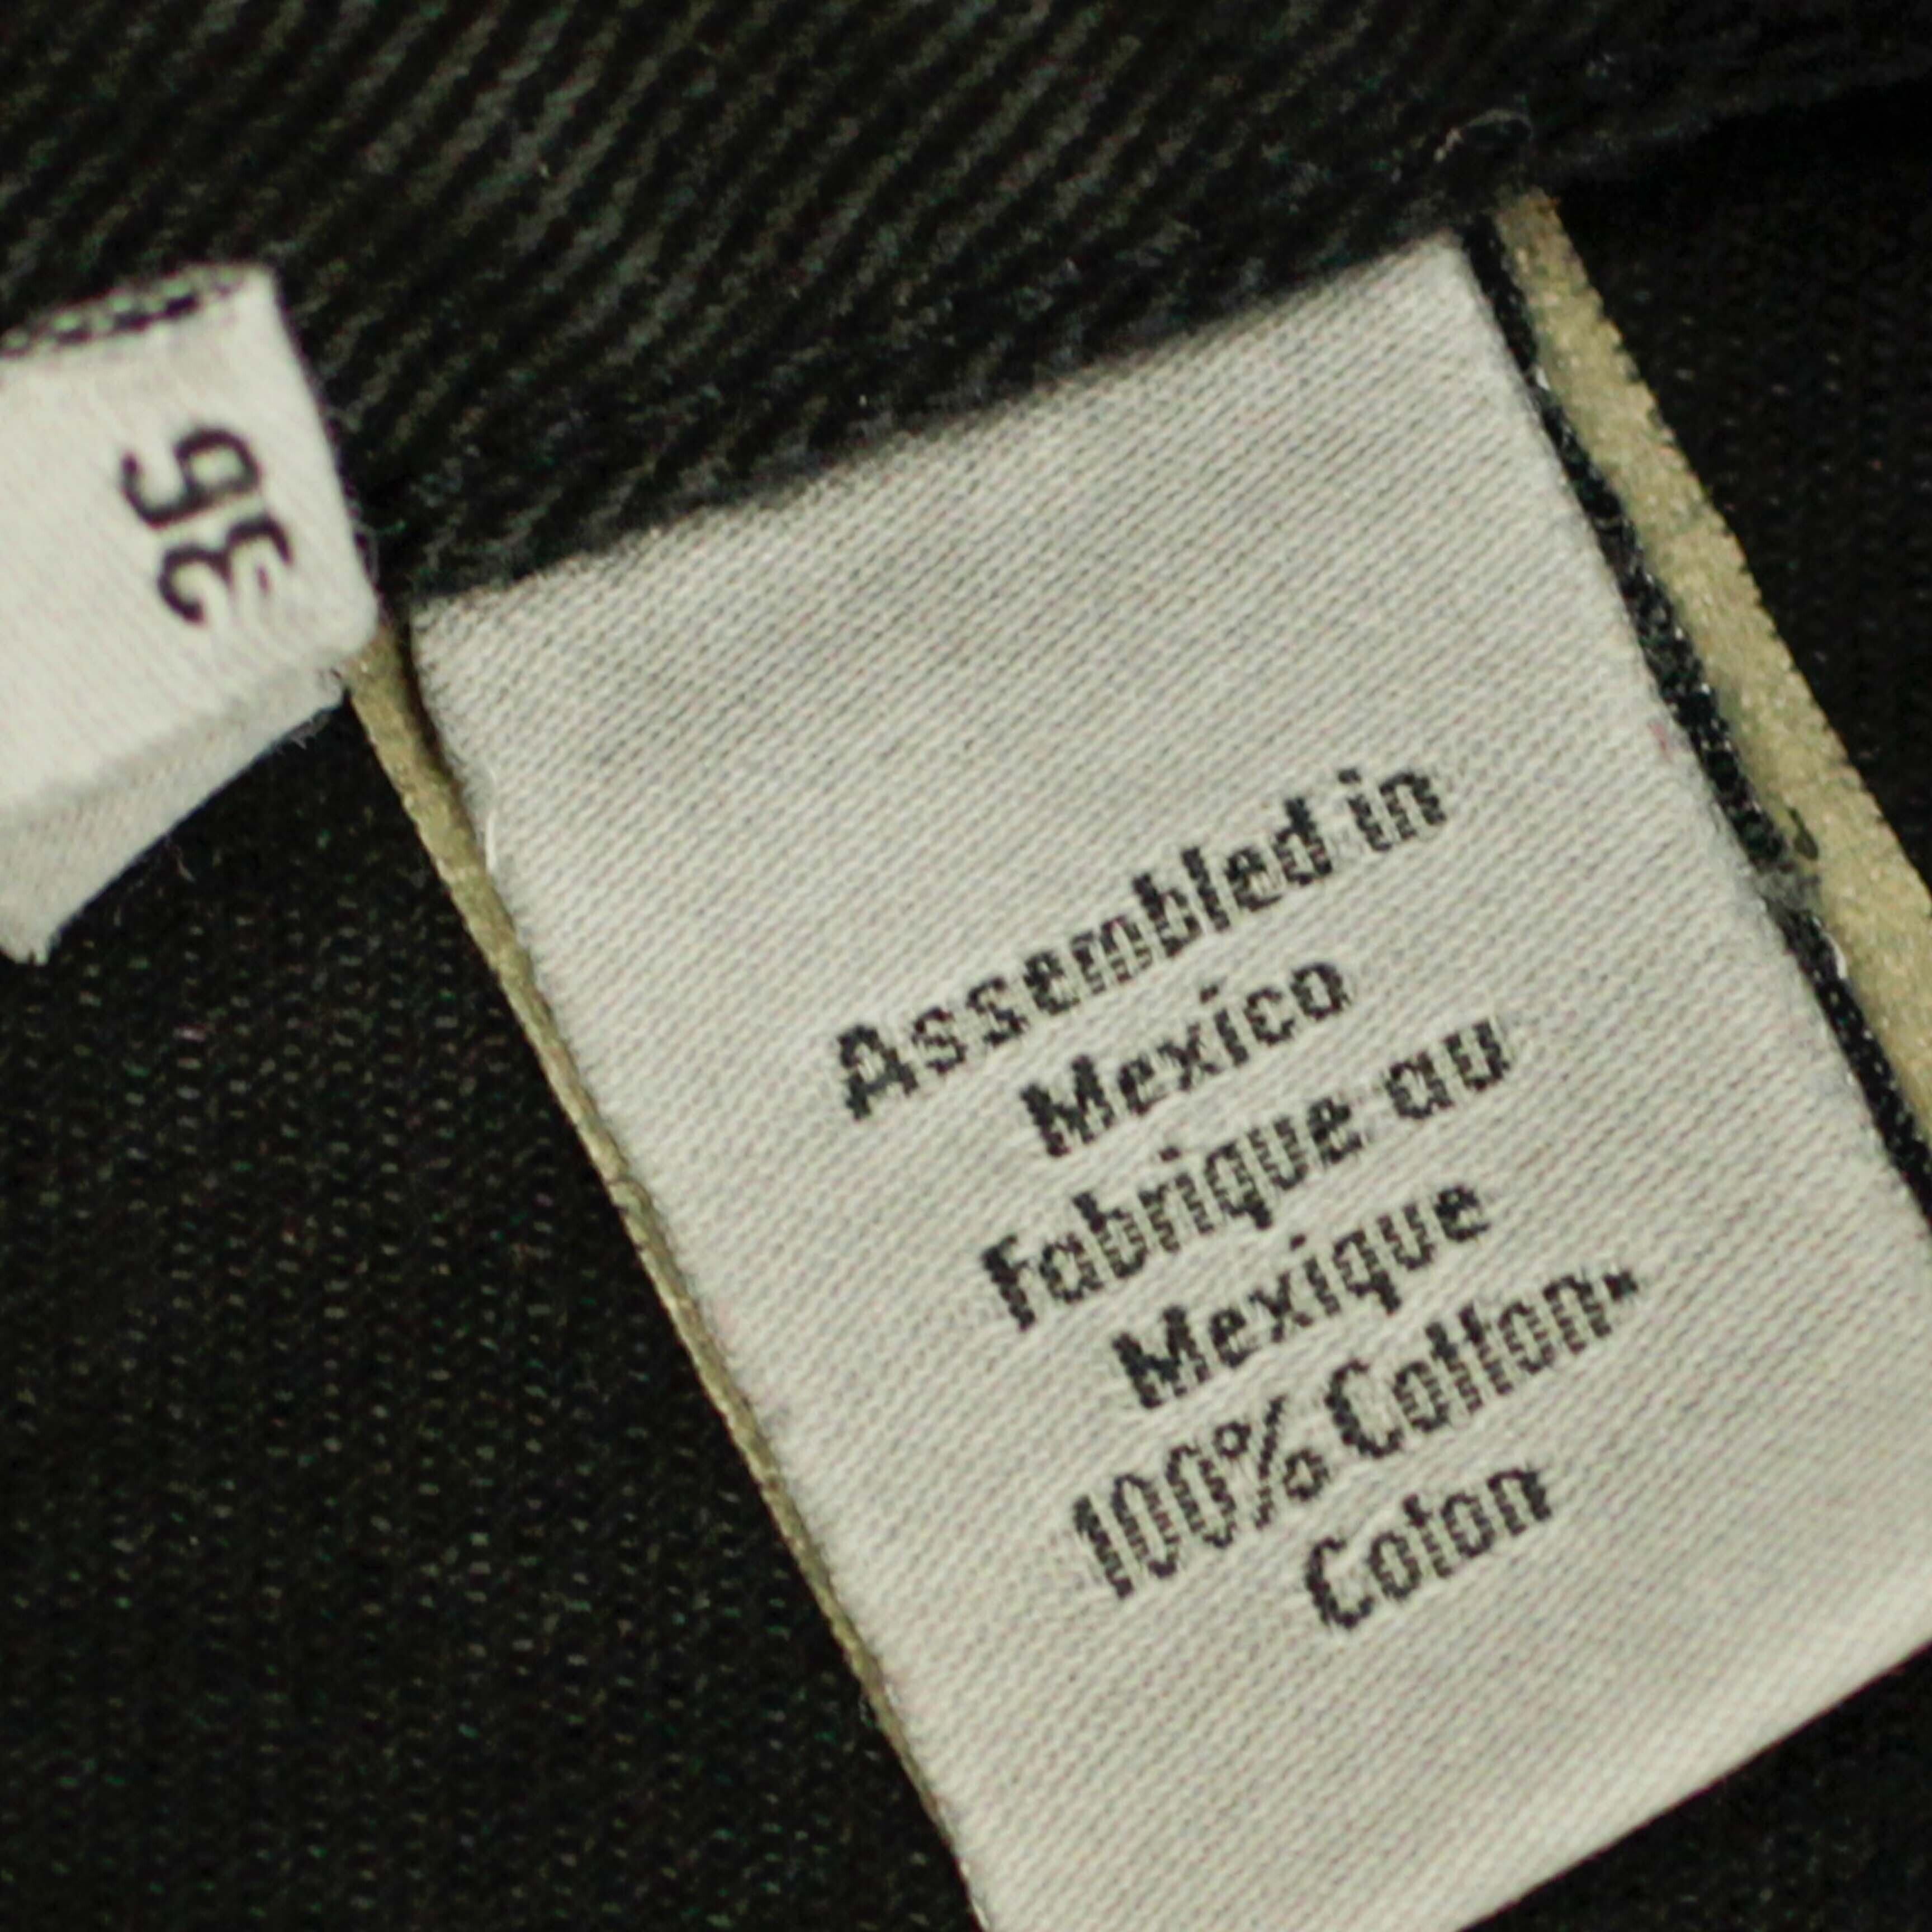 36
Assembled in
Mexico
Fabrique au
Mexique
100% Cotton-
Coton